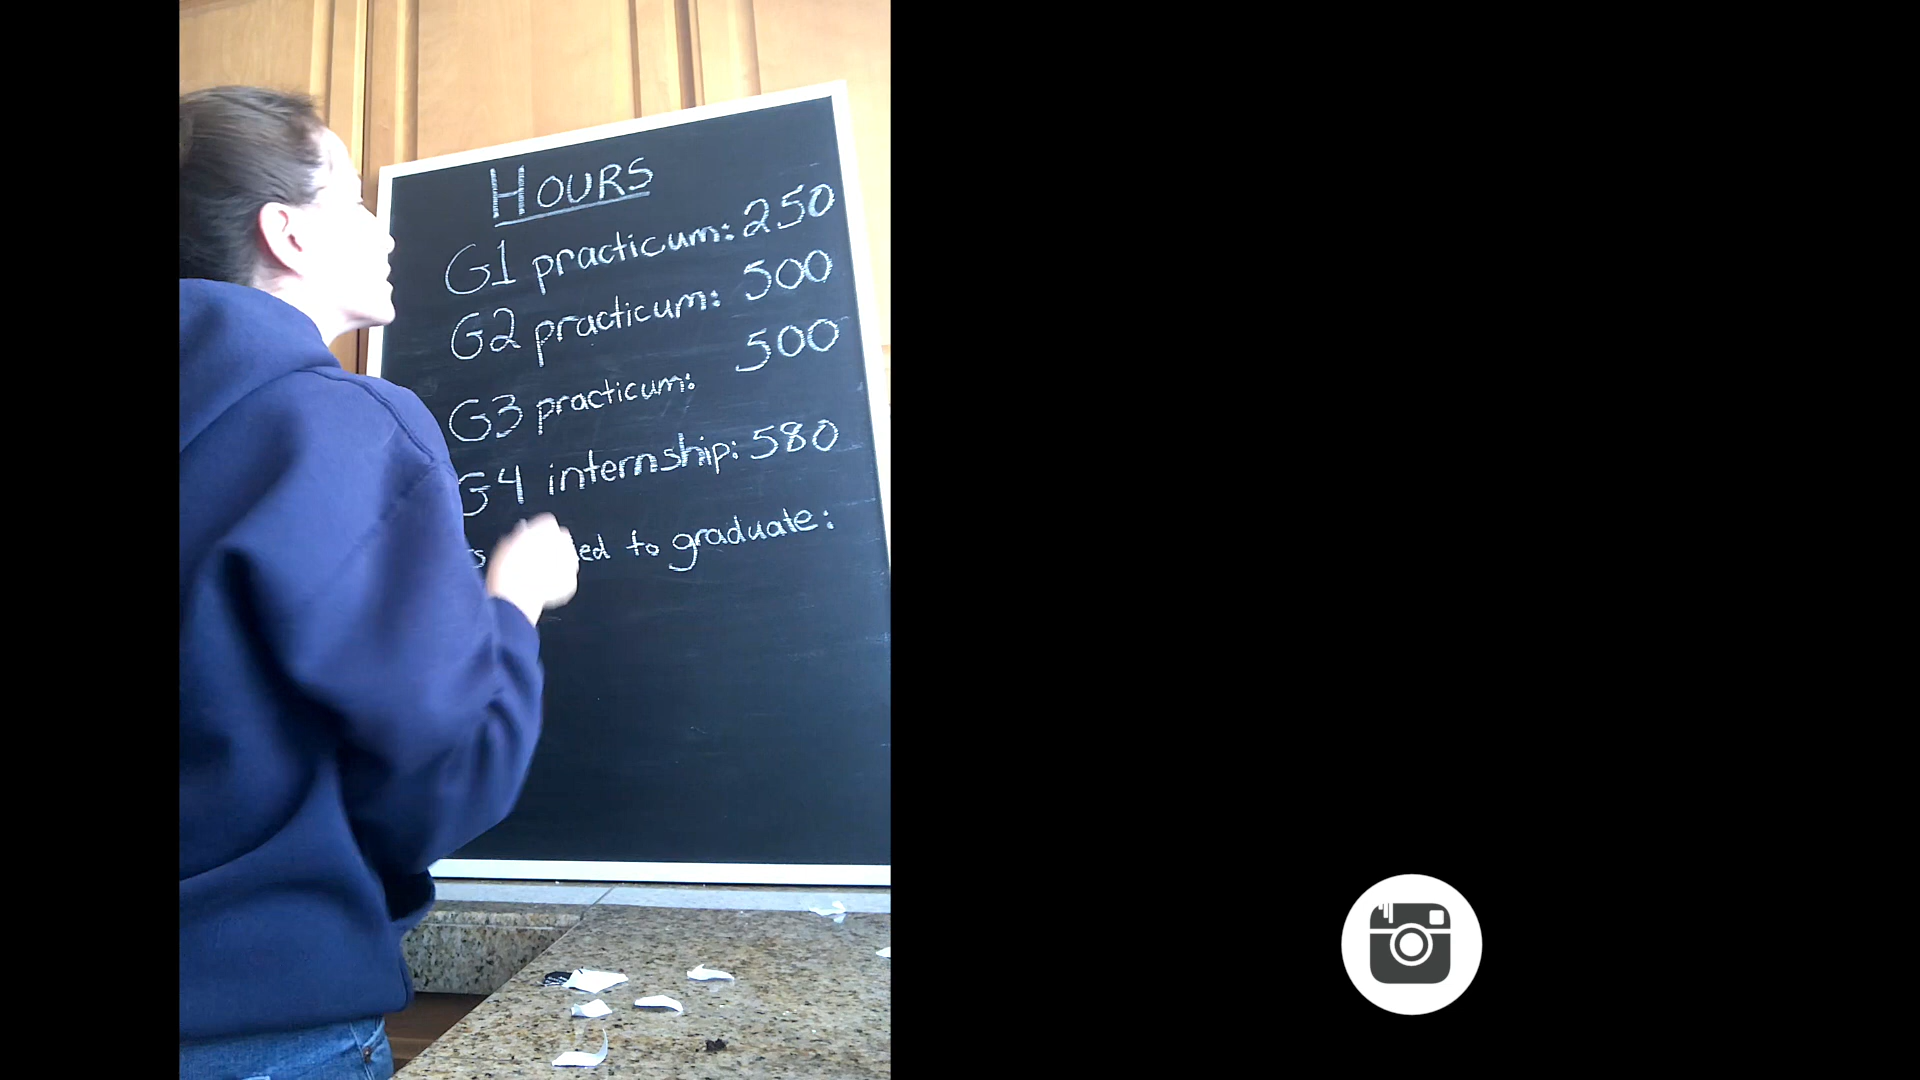 HOURS
G1 practicum: 250
G2 practicum: 500
G3 practicum: 500
G4 internship: 580
to graduate: